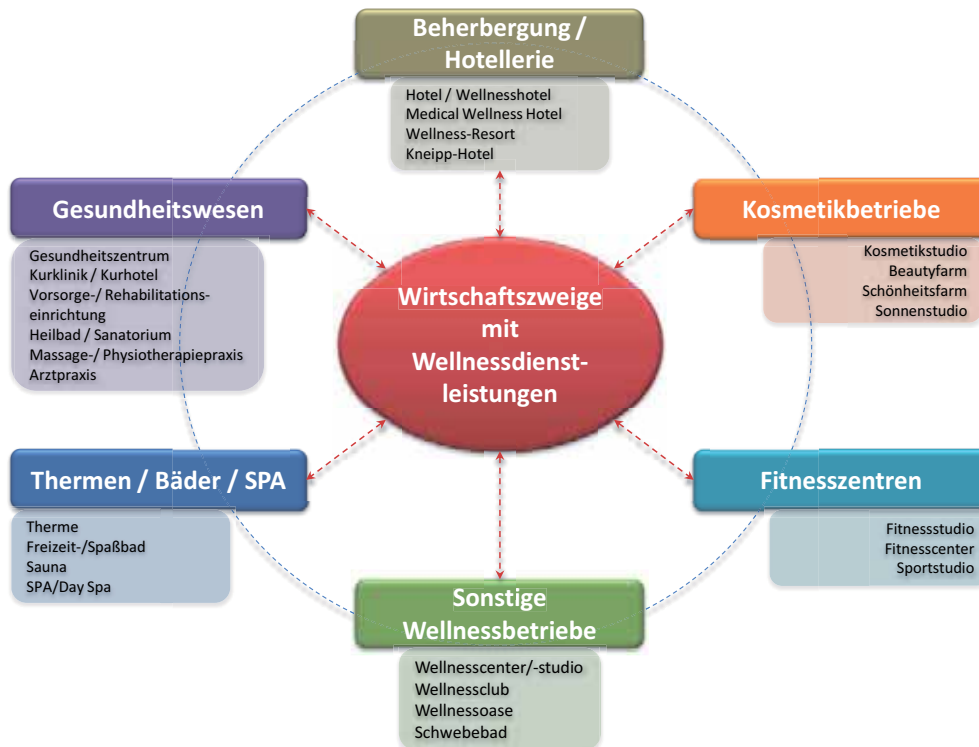 Beherbergung /
Hotellerie
Hotel / Wellnesshotel
Medical Wellness Hotel
Wellness-Resort
Kneipp-Hotel
Gesundheitswesen
Gesundheitszentrum
Kurklinik / Kurhotel
Vorsorge-/ Rehabilitations-
einrichtung
Heilbad / Sanatorium
Massage-/ Physiotherapiepraxis
Arztpraxis
Kosmetikbetriebe
Kosmetikstudio
Beautyfarm
Schönheitsfarm
Sonnenstudio
Wirtschaftszweige
mit
Wellnessdienst-
leistungen
Thermen / Bäder / SPA
Therme
Freizeit-/Spaßbad
Sauna
SPA/Day Spa
Fitnesszentren
Fitnessstudio
Fitnesscenter
Sportstudio
Sonstige
Wellnessbetriebe
Wellnesscenter/-studio
Wellnessclub
Wellnessoase
Schwebebad